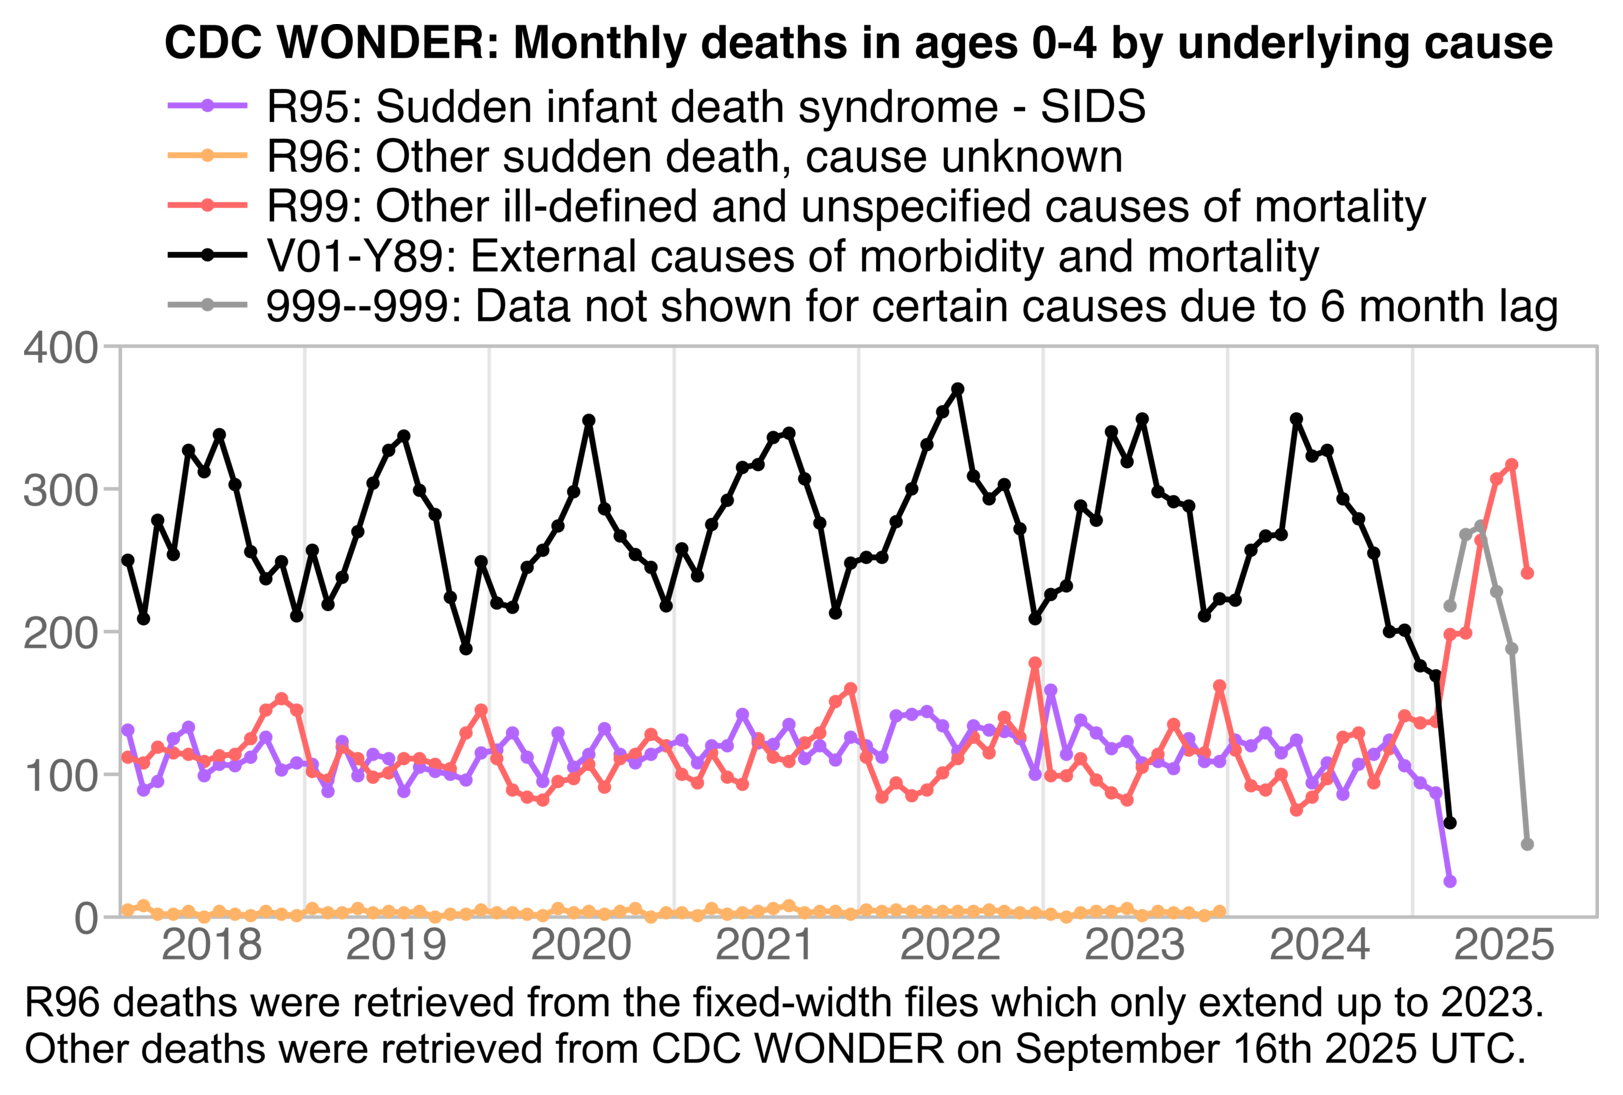 CDC WONDER: Monthly deaths in ages 0-4 by underlying cause
R95: Sudden infant death syndrome - SIDS
R96: Other sudden death, cause unknown
R99: Other ill-defined and unspecified causes of mortality
V01-Y89: External causes of morbidity and mortality
999--999: Data not shown for certain causes due to 6 month lag
400
300
200
100
0
2018 2019 2020 2021 2022 2023 2024 2025
R96 deaths were retrieved from the fixed-width files which only extend up to 2023.
Other deaths were retrieved from CDC WONDER on September 16th 2025 UTC.